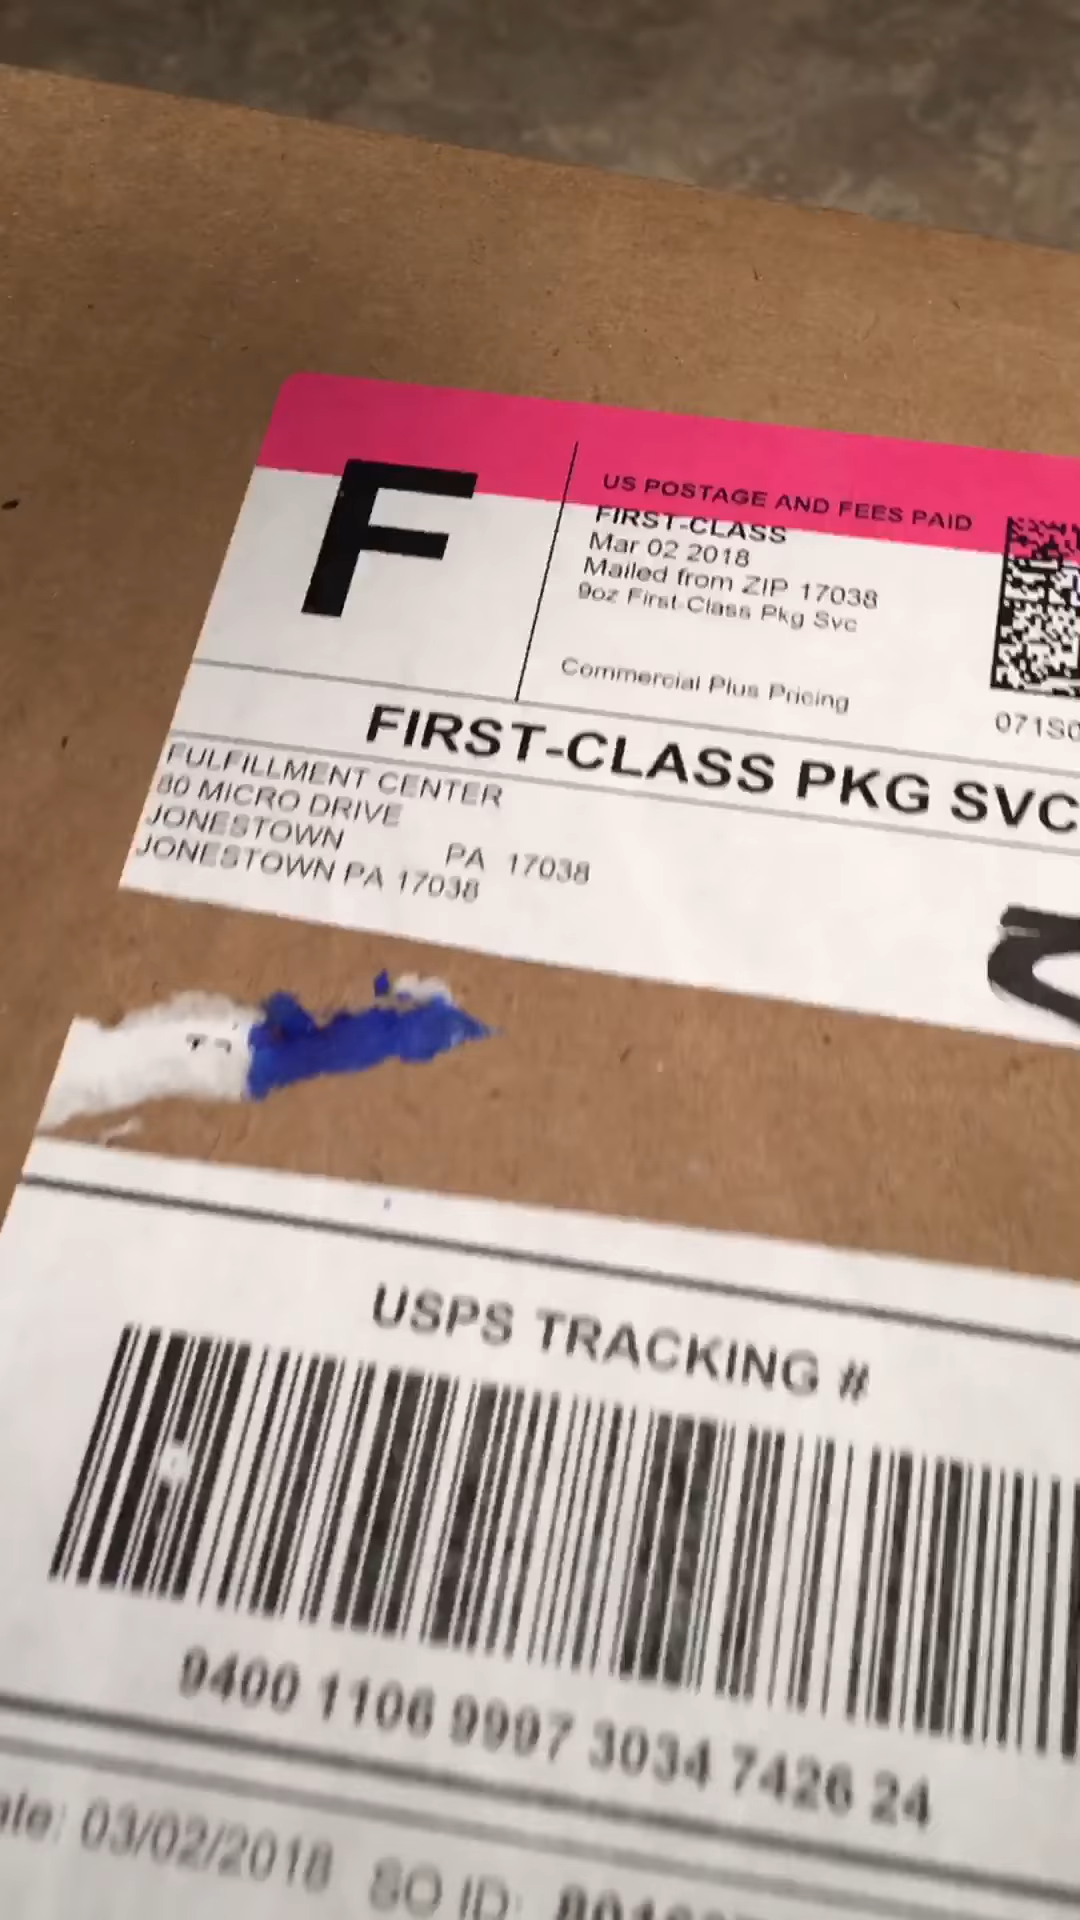 F
US POSTAGE AND FEES PAID
FIRST-CLASS
Mar 02 2018
Mailed from ZIP 17038
9oz First-Class Pkg Svc
Commercial Plus Pricing
071S0
FIRST-CLASS PKG SVC
FULFILLMENT CENTER
80 MICRO DRIVE
JONESTOWN PA 17038
JONESTOWN PA 17038
USPS TRACKING #
9400 1106 9997 3034 7426 24
03/02/2018 SO ID: